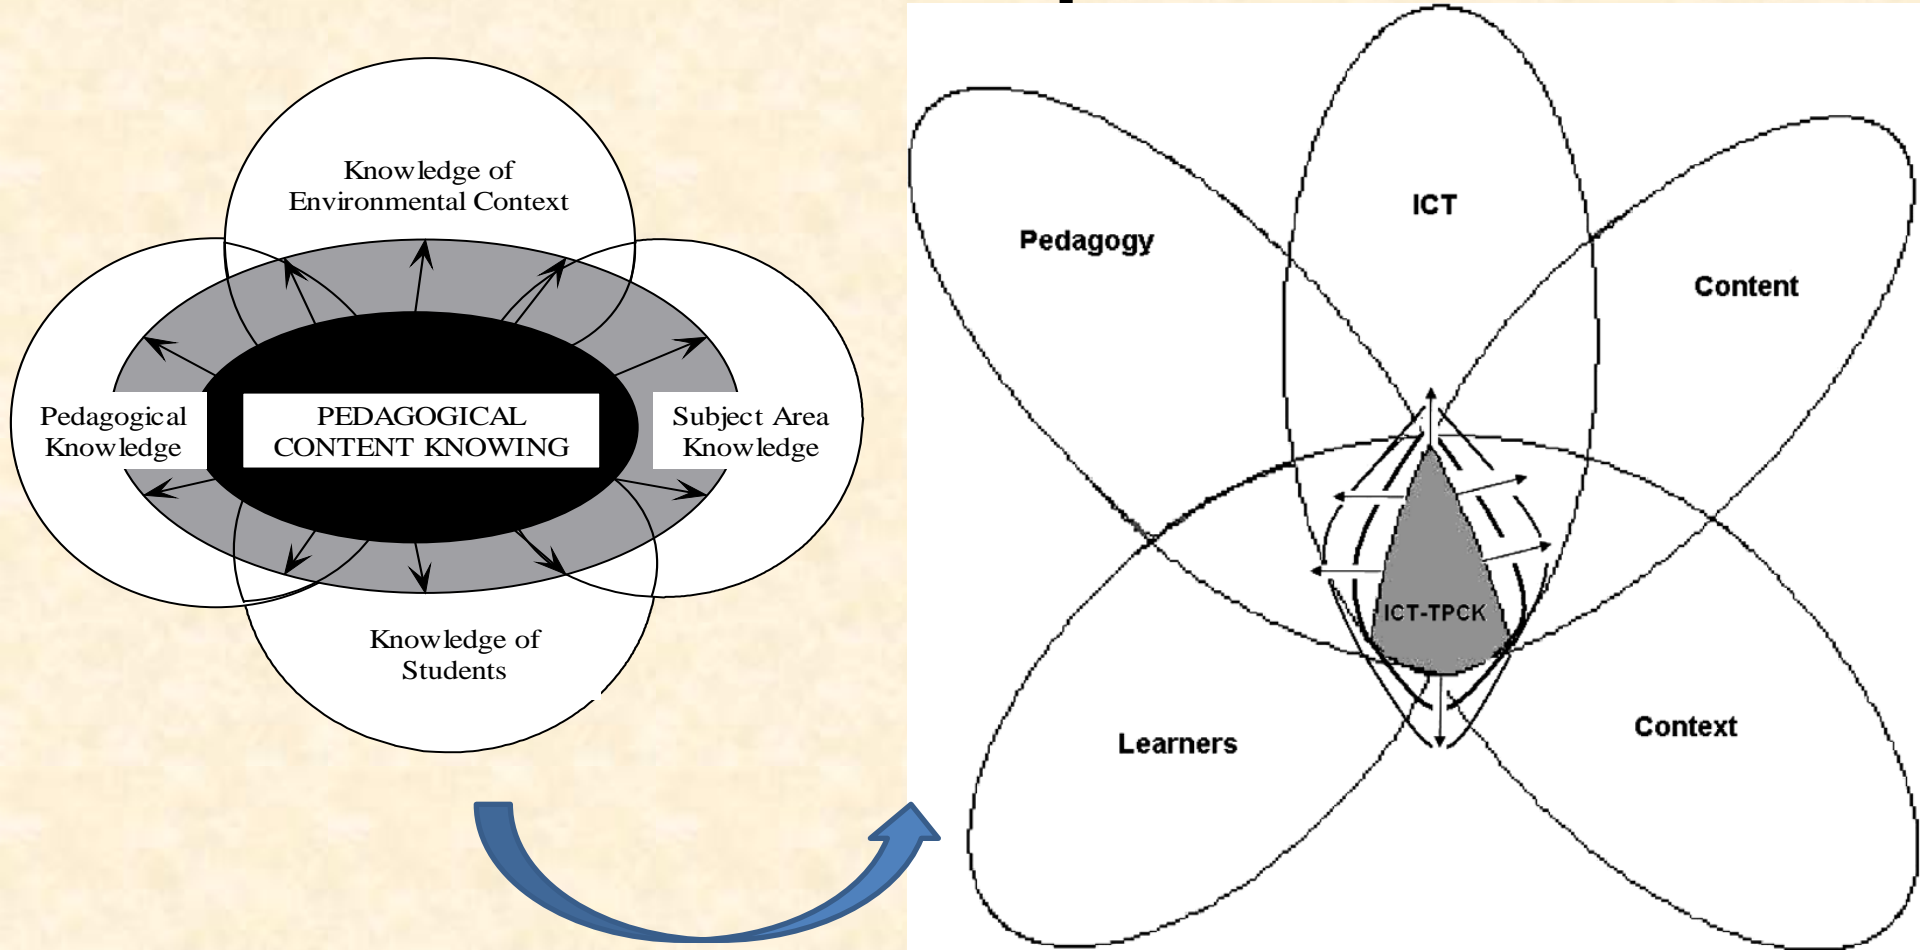 Knowledge of
Environmental Context
Pedagogical
Knowledge
PEDAGOGICAL
CONTENT KNOWING
Subject Area
Knowledge
Knowledge of
Students
ICT
Pedagogy
Content
ICT-TPCK
Learners
Context